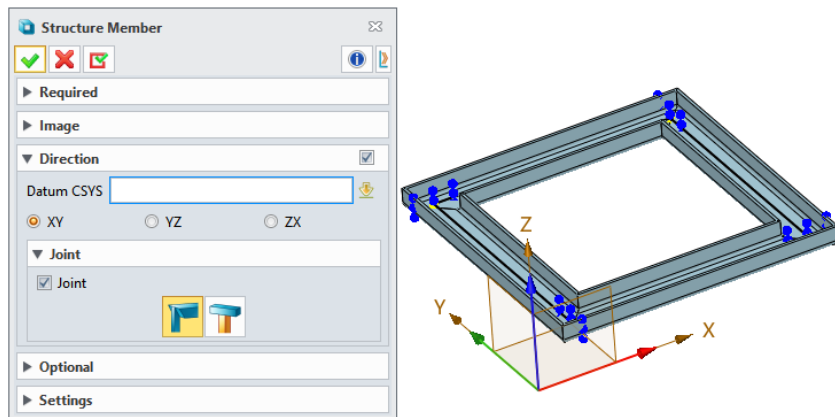 Structure Member
Required
Image
Direction
Datum CSYS
XY YZ ZX
Joint
Joint
Optional
Settings
Z
Y
X